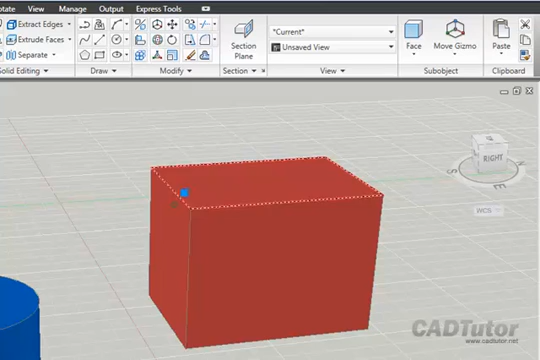 otate View Manage Output Express Tools
Extract Edges
Extrude Faces
Separate
Section Plane
*Current*
Unsaved View
Face
Move Gizmo
Paste
Solid Editing Draw Modify Section View Subobject Clipboard
RIGHT
S
E
WCS
CADTutor
www.cadtutor.net